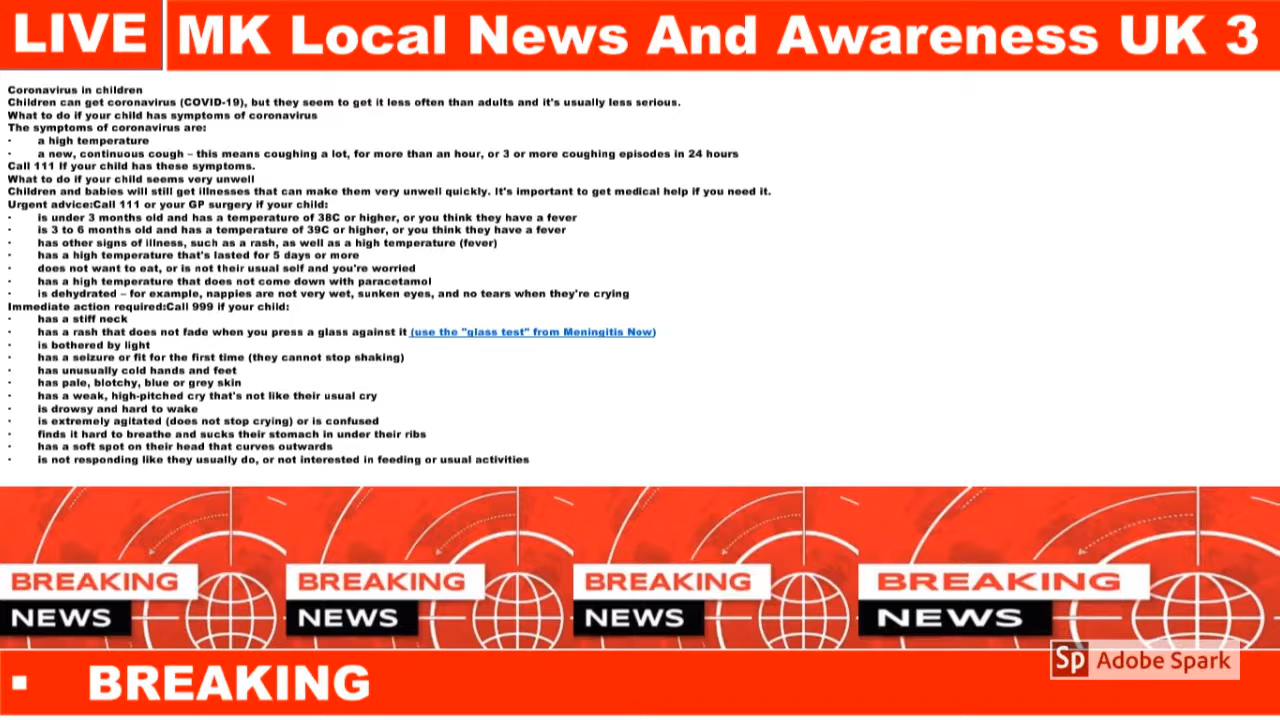 LIVE MK Local News And Awareness UK 3
Coronavirus in children
Children can get coronavirus (COVID-19), but they seem to get it less often than adults and it's usually less serious.
What to do if your child has symptoms of coronavirus
The symptoms of coronavirus are:
· a high temperature
· a new, continuous cough – this means coughing a lot, for more than an hour, or 3 or more coughing episodes in 24 hours
Call 111 If your child has these symptoms.
What to do if your child seems very unwell
Children and babies will still get illnesses that can make them very unwell quickly. It's important to get medical help if you need it.
Urgent advice:Call 111 or your GP surgery if your child:
· is under 3 months old and has a temperature of 38C or higher, or you think they have a fever
· is 3 to 6 months old and has a temperature of 39C or higher, or you think they have a fever
· has other signs of illness, such as a rash, as well as a high temperature (fever)
· has a high temperature that's lasted for 5 days or more
· does not want to eat, or is not their usual self and you're worried
· has a high temperature that does not come down with paracetamol
· is dehydrated – for example, nappies are not very wet, sunken eyes, and no tears when they're crying
Immediate action required:Call 999 if your child:
· has a stiff neck
· has a rash that does not fade when you press a glass against it (use the "glass test" from Meningitis Now)
· is bothered by light
· has a seizure or fit for the first time (they cannot stop shaking)
· has unusually cold hands and feet
· has pale, blotchy, blue or grey skin
· has a weak, high-pitched cry that's not like their usual cry
· is drowsy and hard to wake
· is extremely agitated (does not stop crying) or is confused
· finds it hard to breathe and sucks their stomach in under their ribs
· has a soft spot on their head that curves outwards
· is not responding like they usually do, or not interested in feeding or usual activities
BREAKING BREAKING BREAKING BREAKING
NEWS NEWS NEWS NEWS
Sp Adobe Spark
▪ BREAKING